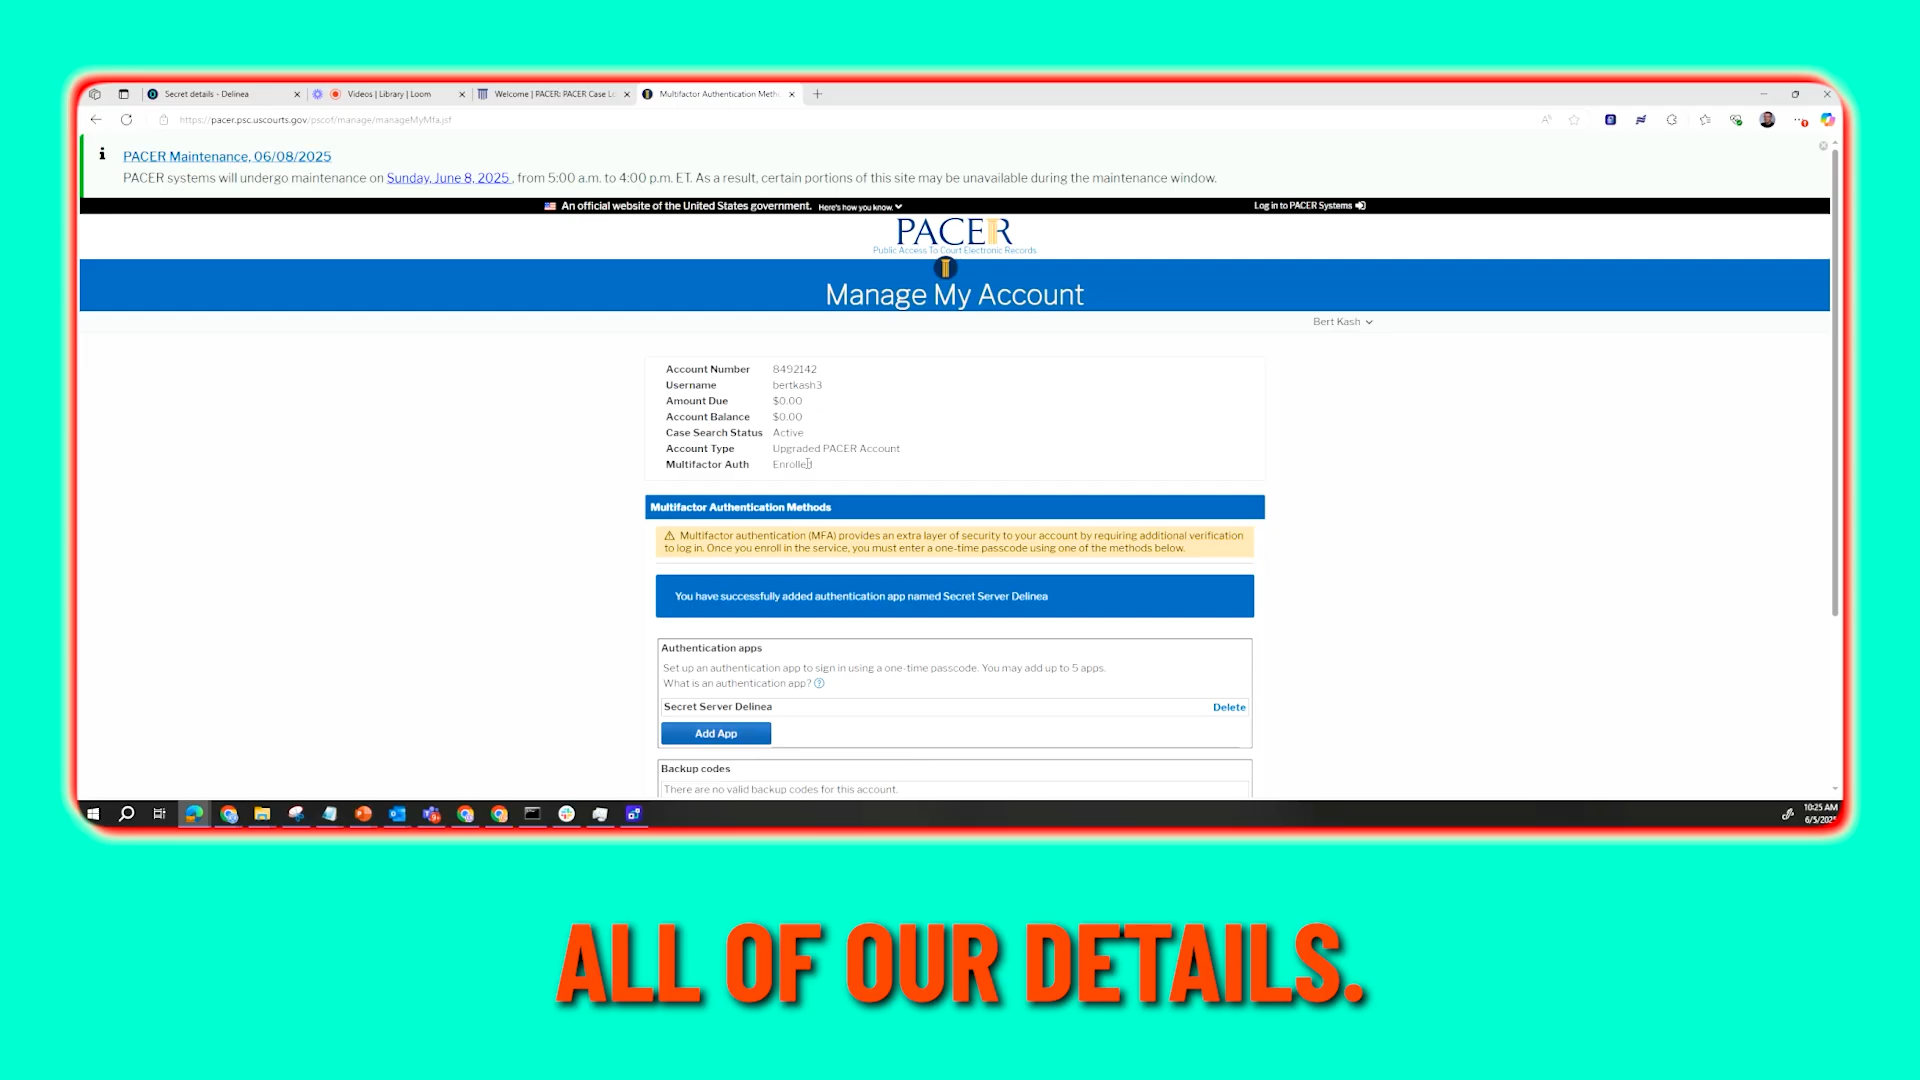 Secret details - Delinea
Videos | Library | Loom
Welcome | PACER: PACER Case Lo
Multifactor Authentication Meth
https://pacer.psc.uscourts.gov/pscof/manage/manageMyMfa.jsf
PACER Maintenance, 06/08/2025
PACER systems will undergo maintenance on Sunday, June 8, 2025 , from 5:00 a.m. to 4:00 p.m. ET. As a result, certain portions of this site may be unavailable during the maintenance window.
An official website of the United States government. Here's how you know.
Log in to PACER Systems
PACER
Public Access To Court Electronic Records
Manage My Account
Bert Kash
Account Number 8492142
Username bertkash3
Amount Due $0.00
Account Balance $0.00
Case Search Status Active
Account Type Upgraded PACER Account
Multifactor Auth Enrolled
Multifactor Authentication Methods
Multifactor authentication (MFA) provides an extra layer of security to your account by requiring additional verification
to log in. Once you enroll in the service, you must enter a one-time passcode using one of the methods below.
You have successfully added authentication app named Secret Server Delinea
Authentication apps
Set up an authentication app to sign in using a one-time passcode. You may add up to 5 apps.
What is an authentication app?
Secret Server Delinea
Delete
Add App
Backup codes
There are no valid backup codes for this account.
10:25 AM
6/5/202
ALL OF OUR DETAILS.